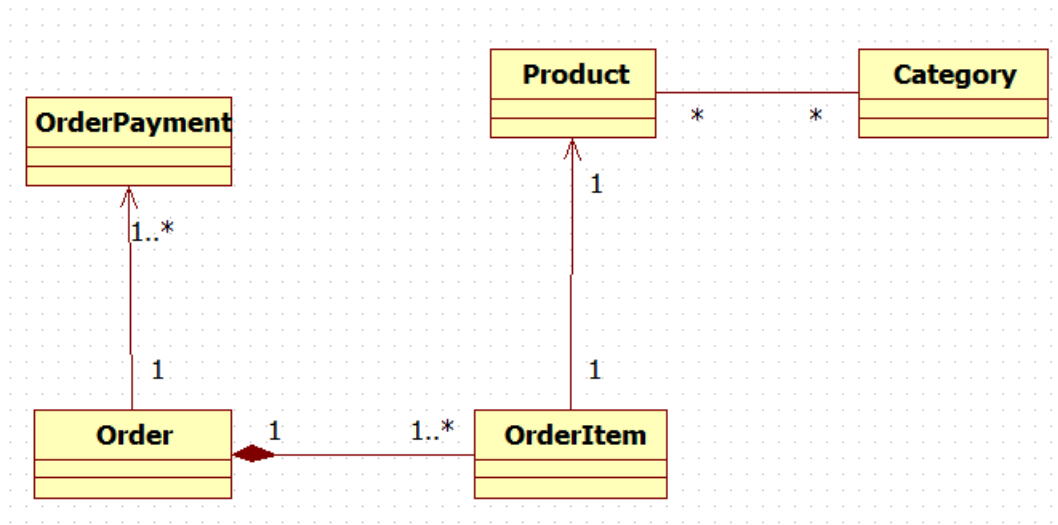 Product
Category
OrderPayment
*
*
1
1..*
1
1
Order
1
1..*
OrderItem